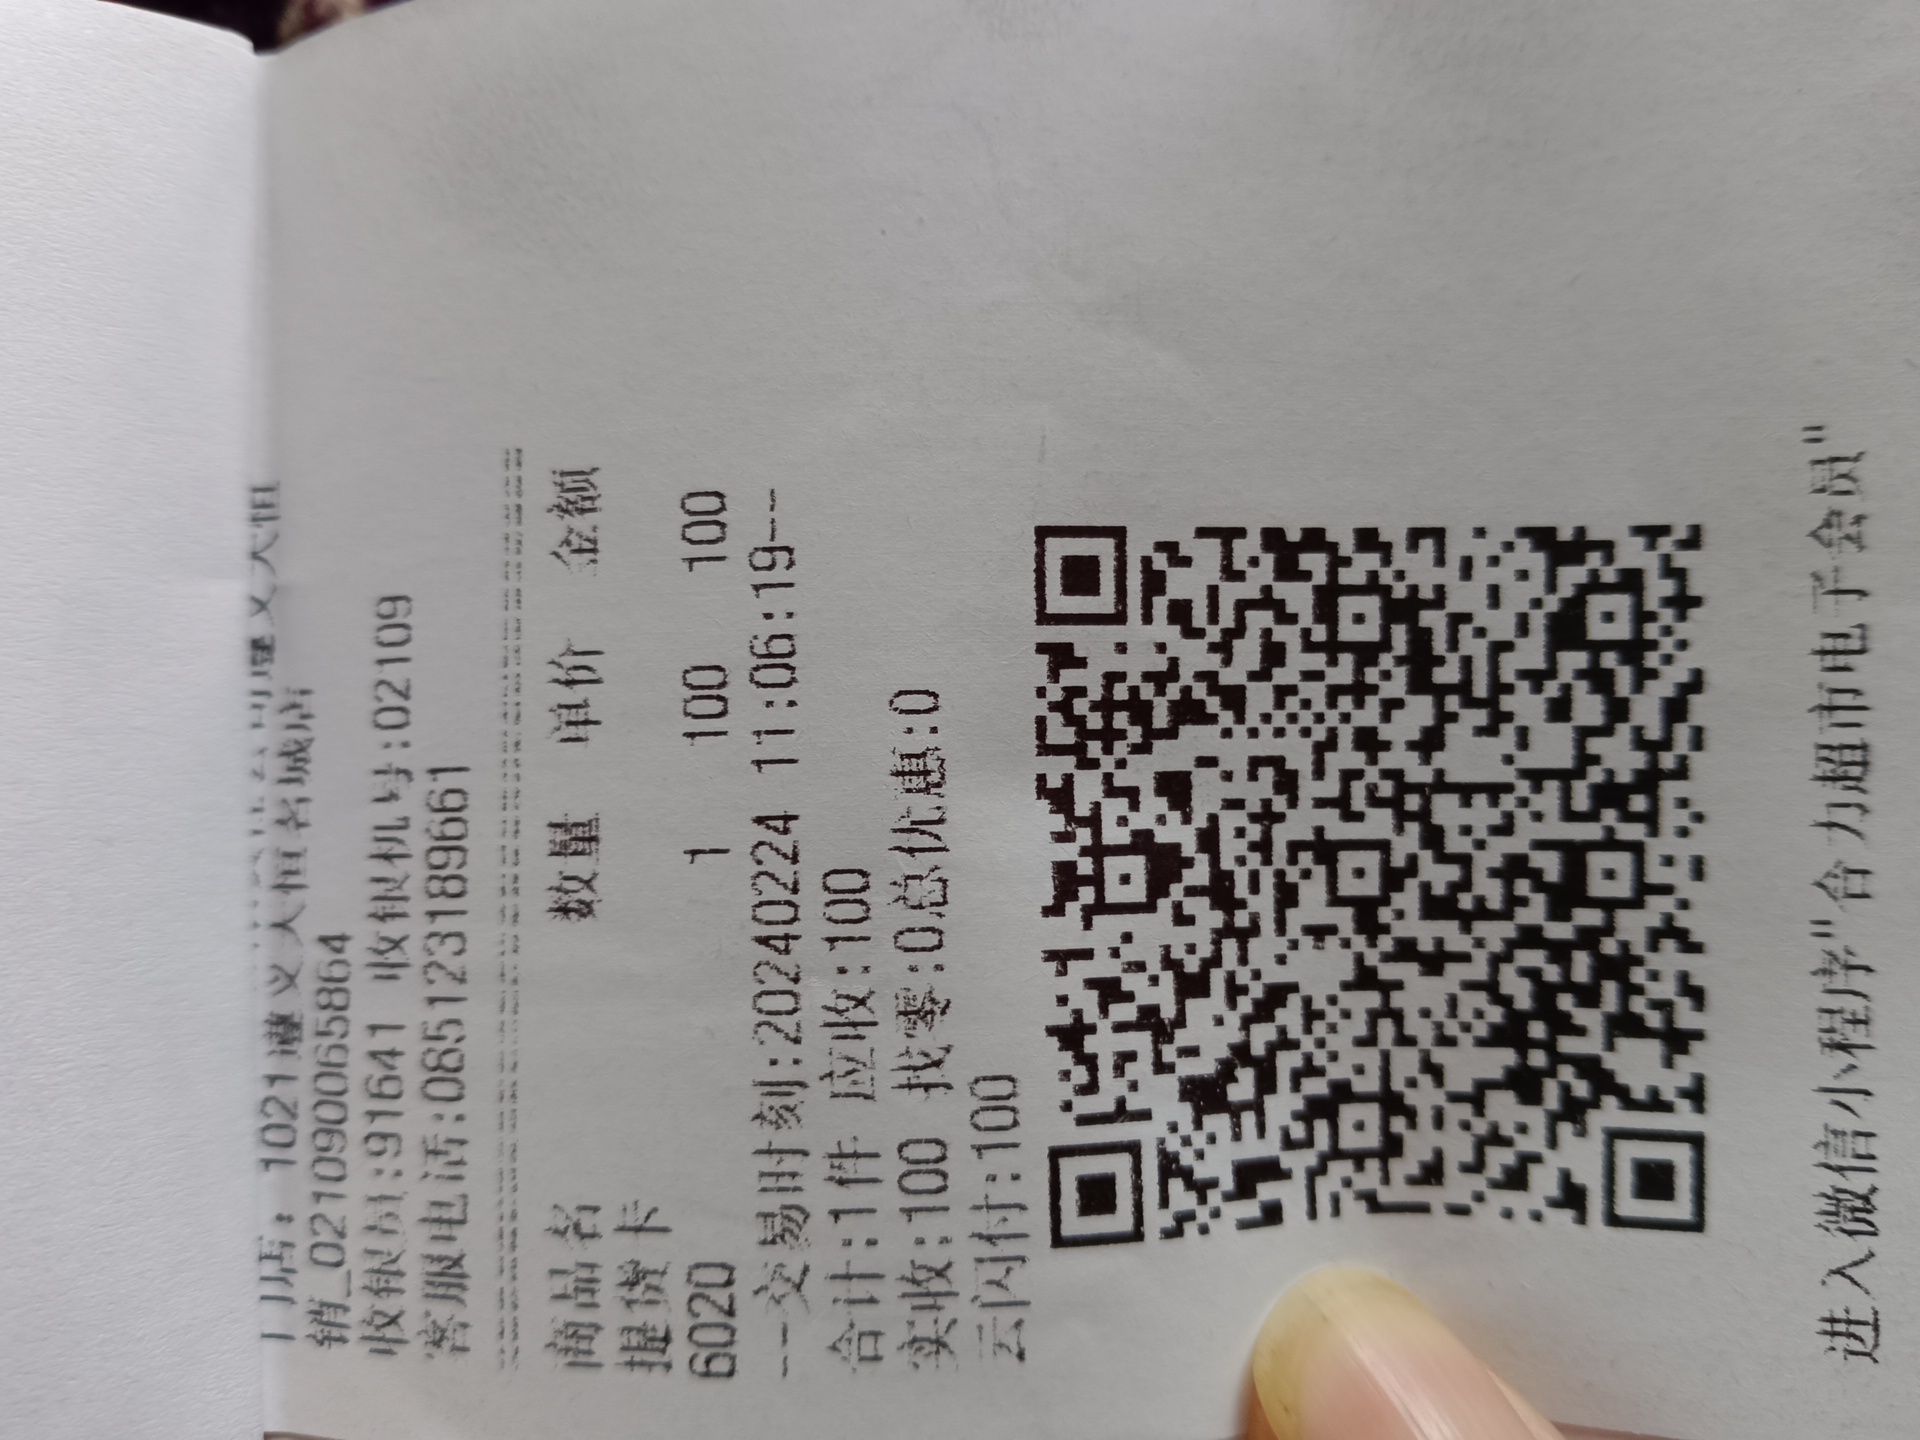 门店: 1021遵义天恒名城店
销_021090065864
收银员:91641 收银机号:02109
客服电话:085123189661
商品名 数量 单价 金额
提货卡
6020 1 100 100
--交易时刻:20240224 11:06:19--
合计:1件 应收:100
实收:100 找零:0总优惠:0
云闪付:100
进入微信小程序"合力超市电子会员"